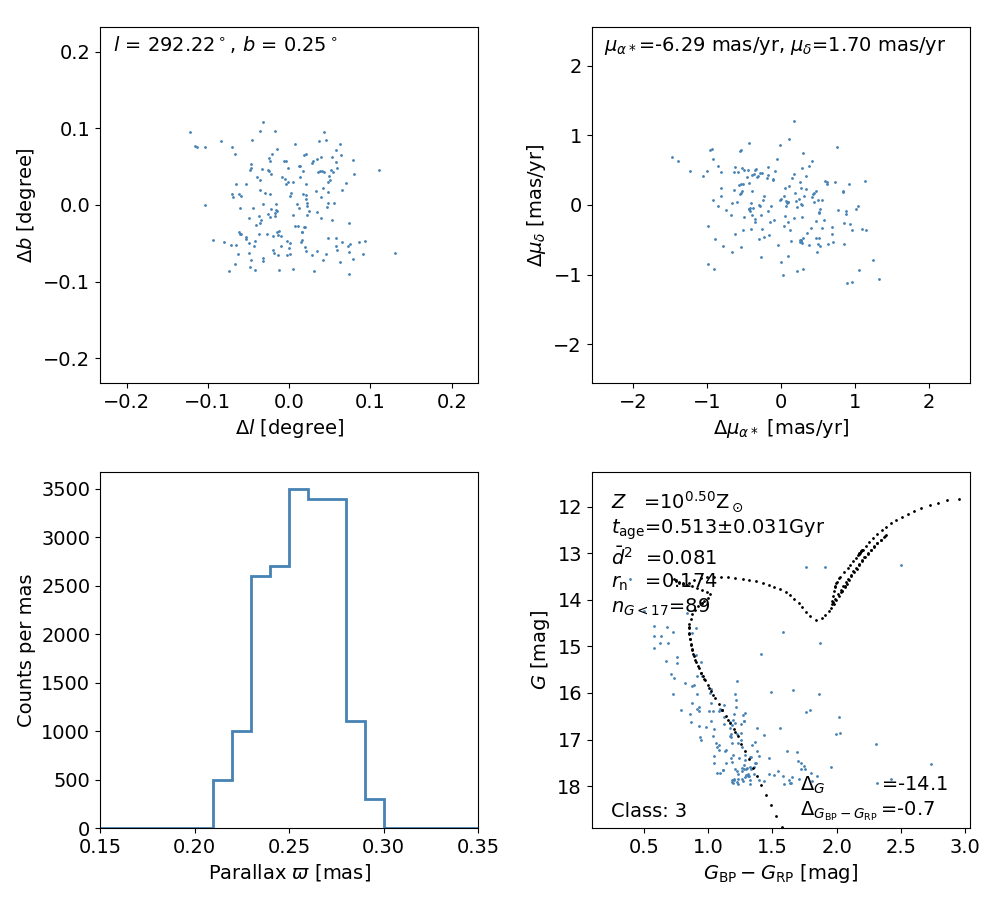 l = 292.22°, b = 0.25°
0.2
0.1
0.0
−0.1
−0.2
Δb [degree]
−0.2 −0.1 0.0 0.1 0.2
Δl [degree]
μα*=-6.29 mas/yr, μδ=1.70 mas/yr
2
1
0
−1
−2
Δμδ [mas/yr]
−2 −1 0 1 2
Δμα* [mas/yr]
3500
3000
2500
2000
1500
1000
500
0
Counts per mas
0.15 0.20 0.25 0.30 0.35
Parallax ϖ [mas]
Z =10^0.50 Z⊙
t_age=0.513±0.031Gyr
d̄² =0.081
r_n =0.174
n_G<17=89
12
13
14
15
16
17
18
G [mag]
Δ_G =-14.1
Δ_GBP−GRP =-0.7
Class: 3
0.5 1.0 1.5 2.0 2.5 3.0
G_BP − G_RP [mag]